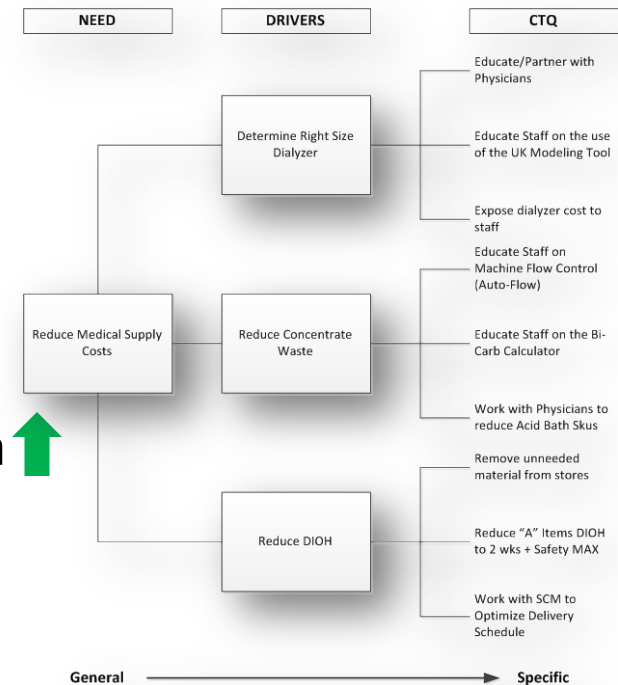 NEED
DRIVERS
CTQ
Educate/Partner with
Physicians
Determine Right Size
Dialyzer
Educate Staff on the use
of the UK Modeling Tool
Expose dialyzer cost to
staff
Educate Staff on
Machine Flow Control
(Auto-Flow)
Reduce Medical Supply
Costs
Reduce Concentrate
Waste
Educate Staff on the Bi-
Carb Calculator
Work with Physicians to
reduce Acid Bath Skus
Remove unneeded
material from stores
Reduce DIOH
Reduce “A” Items DIOH
to 2 wks + Safety MAX
Work with SCM to
Optimize Delivery
Schedule
General
Specific